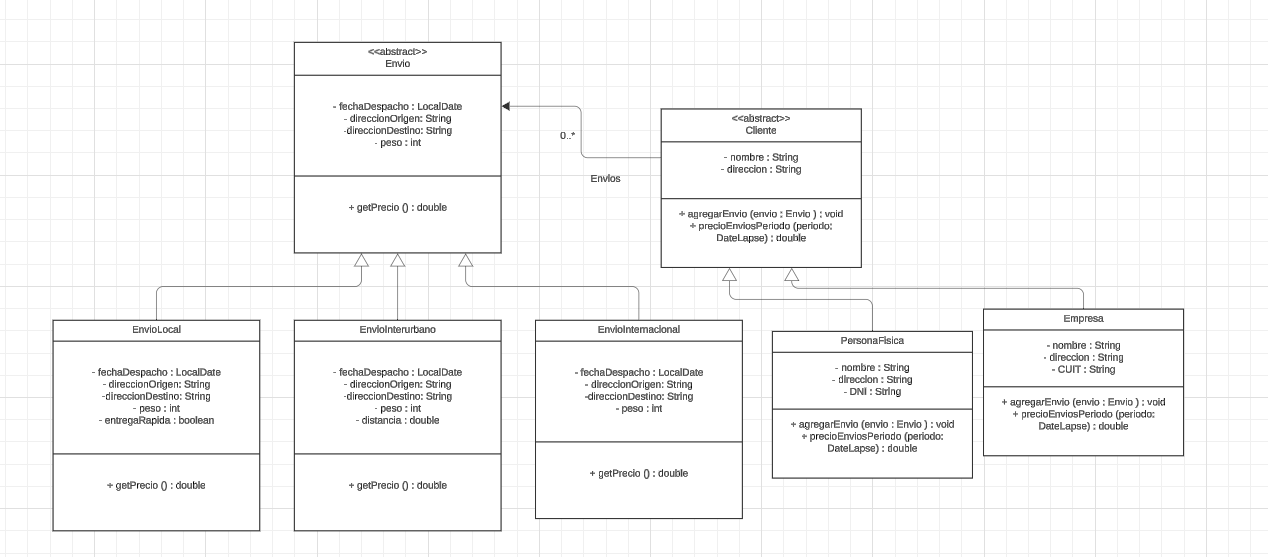 <<abstract>>
Envio
- fechaDespacho : LocalDate
- direccionOrigen: String
-direccionDestino: String
- peso : int
+ getPrecio () : double
0..*
Envios
<<abstract>>
Cliente
- nombre : String
- direccion : String
+ agregarEnvio (envio : Envio ) : void
+ precioEnviosPeriodo (periodo:
DateLapse) : double
EnvioLocal
- fechaDespacho : LocalDate
- direccionOrigen: String
-direccionDestino: String
- peso : int
- entregaRapida : boolean
+ getPrecio () : double
EnvioInterurbano
- fechaDespacho : LocalDate
- direccionOrigen: String
-direccionDestino: String
- peso : int
- distancia : double
+ getPrecio () : double
EnvioInternacional
- fechaDespacho : LocalDate
- direccionOrigen: String
-direccionDestino: String
- peso : int
+ getPrecio () : double
PersonaFisica
- nombre : String
- direccion : String
- DNI : String
+ agregarEnvio (envio : Envio ) : void
+ precioEnviosPeriodo (periodo:
DateLapse) : double
Empresa
- nombre : String
- direccion : String
- CUIT : String
+ agregarEnvio (envio : Envio ) : void
+ precioEnviosPeriodo (periodo:
DateLapse) : double